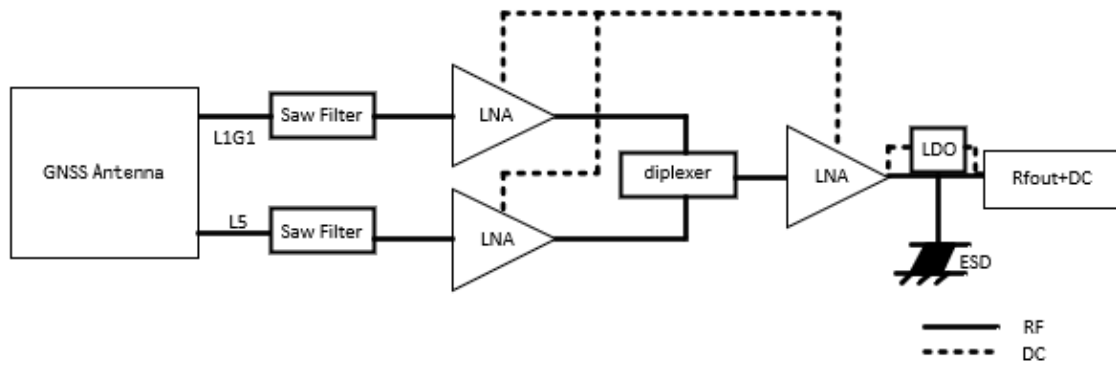 GNSS Antenna
L1G1
Saw Filter
LNA
L5
Saw Filter
LNA
diplexer
LNA
LDO
Rfout+DC
ESD
RF
DC